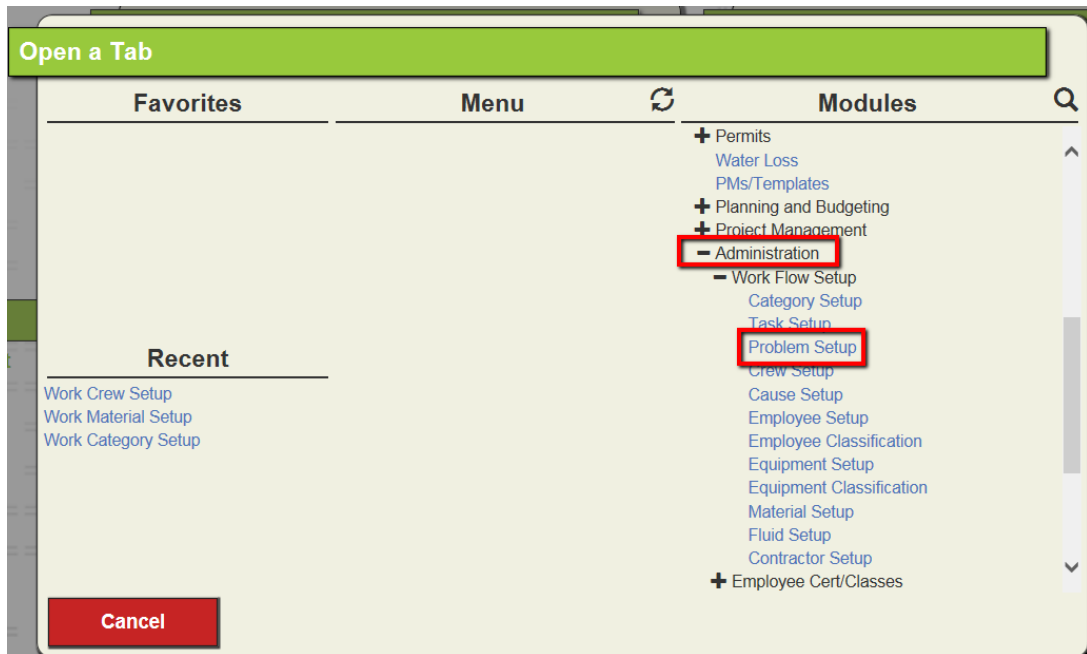 Open a Tab
Favorites
Menu
Modules
Permits
Water Loss
PMs/Templates
Planning and Budgeting
Project Management
Administration
Work Flow Setup
Category Setup
Task Setup
Problem Setup
Crew Setup
Cause Setup
Employee Setup
Employee Classification
Equipment Setup
Equipment Classification
Material Setup
Fluid Setup
Contractor Setup
Employee Cert/Classes
Recent
Work Crew Setup
Work Material Setup
Work Category Setup
Cancel